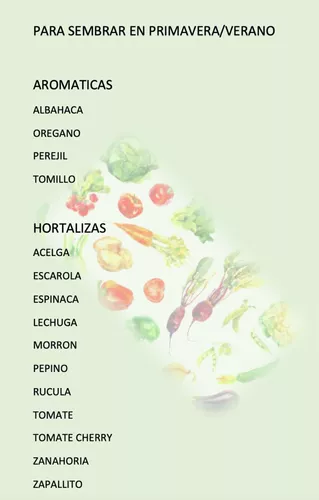 PARA SEMBRAR EN PRIMAVERA/VERANO
AROMATICAS
ALBAHACA
OREGANO
PEREJIL
TOMILLO
HORTALIZAS
ACELGA
ESCAROLA
ESPINACA
LECHUGA
MORRON
PEPINO
RUCULA
TOMATE
TOMATE CHERRY
ZANAHORIA
ZAPALLITO